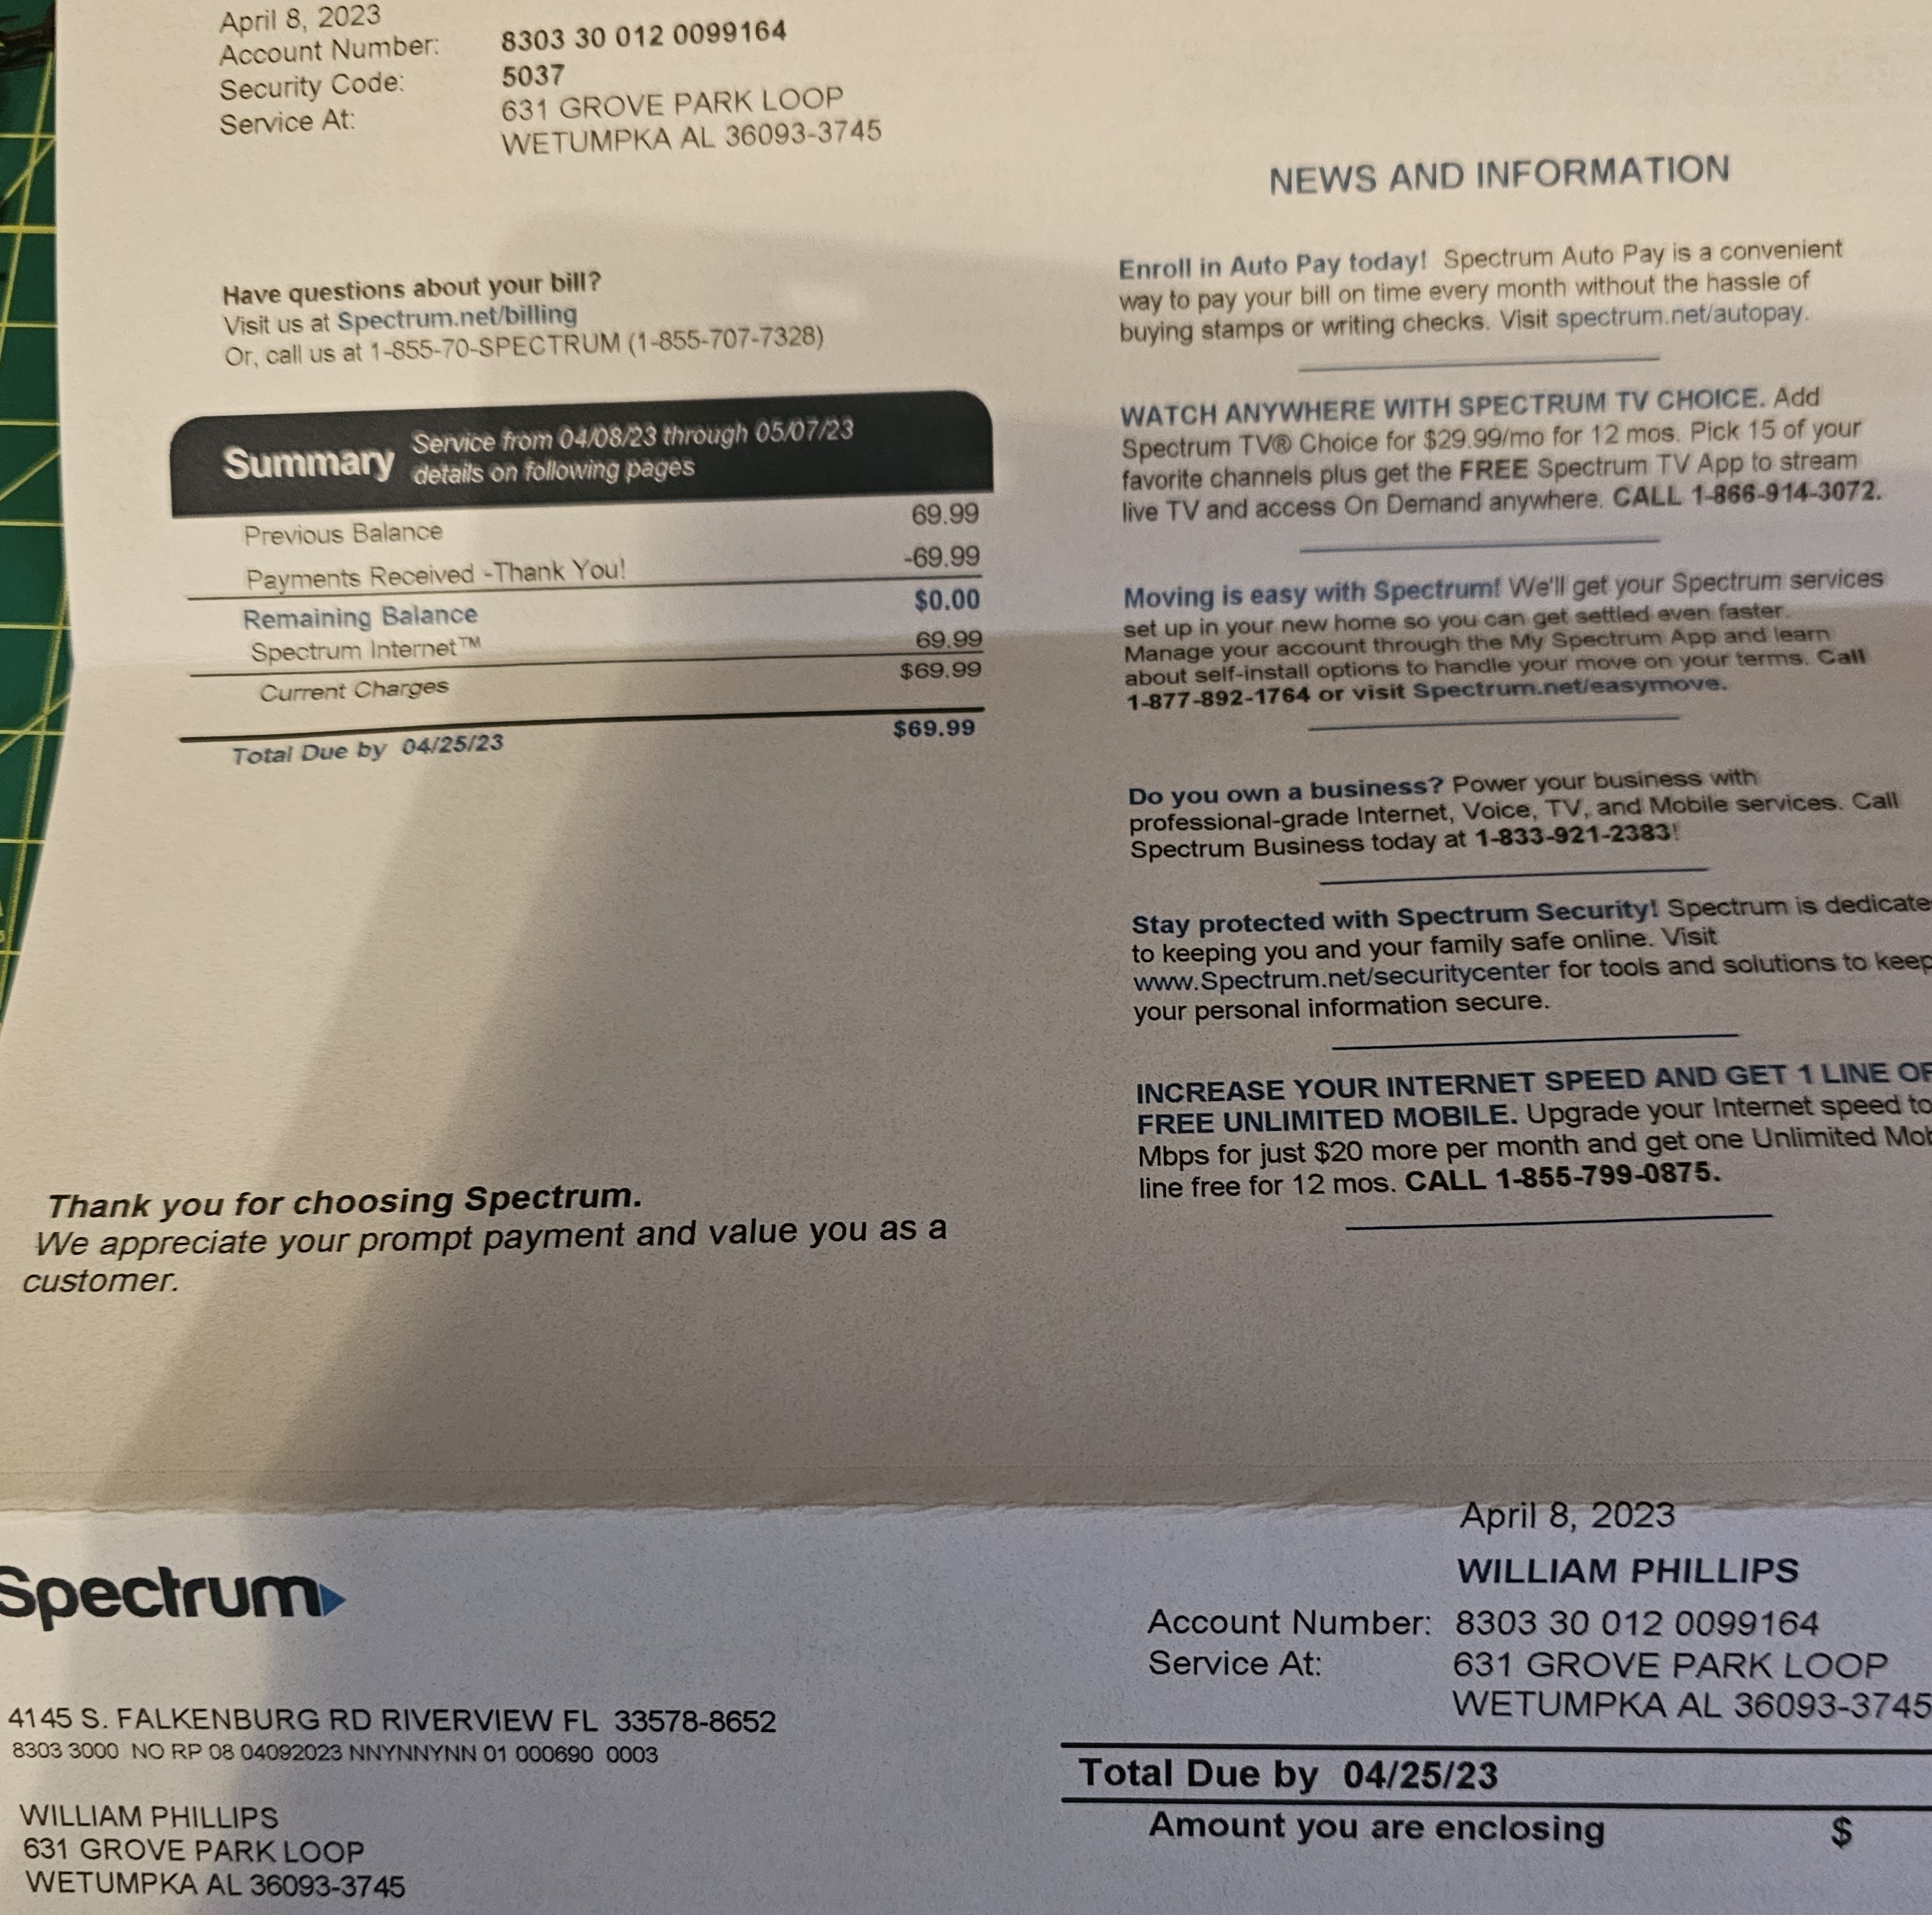 April 8, 2023
Account Number: 8303 30 012 0099164
Security Code: 5037
Service At: 631 GROVE PARK LOOP
WETUMPKA AL 36093-3745
Have questions about your bill?
Visit us at Spectrum.net/billing
Or, call us at 1-855-70-SPECTRUM (1-855-707-7328)
Summary
Service from 04/08/23 through 05/07/23
details on following pages
Previous Balance 69.99
Payments Received -Thank You! -69.99
Remaining Balance $0.00
Spectrum Internet™ 69.99
Current Charges $69.99
Total Due by 04/25/23 $69.99
Thank you for choosing Spectrum.
We appreciate your prompt payment and value you as a
customer.
NEWS AND INFORMATION
Enroll in Auto Pay today! Spectrum Auto Pay is a convenient
way to pay your bill on time every month without the hassle of
buying stamps or writing checks. Visit spectrum.net/autopay.
WATCH ANYWHERE WITH SPECTRUM TV CHOICE. Add
Spectrum TV® Choice for $29.99/mo for 12 mos. Pick 15 of your
favorite channels plus get the FREE Spectrum TV App to stream
live TV and access On Demand anywhere. CALL 1-866-914-3072.
Moving is easy with Spectrum! We'll get your Spectrum services
set up in your new home so you can get settled even faster.
Manage your account through the My Spectrum App and learn
about self-install options to handle your move on your terms. Call
1-877-892-1764 or visit Spectrum.net/easymove.
Do you own a business? Power your business with
professional-grade Internet, Voice, TV, and Mobile services. Call
Spectrum Business today at 1-833-921-2383!
Stay protected with Spectrum Security! Spectrum is dedicate
to keeping you and your family safe online. Visit
www.Spectrum.net/securitycenter for tools and solutions to keep
your personal information secure.
INCREASE YOUR INTERNET SPEED AND GET 1 LINE OF
FREE UNLIMITED MOBILE. Upgrade your Internet speed to
Mbps for just $20 more per month and get one Unlimited Mob
line free for 12 mos. CALL 1-855-799-0875.
Spectrum
4145 S. FALKENBURG RD RIVERVIEW FL 33578-8652
8303 3000 NO RP 08 04092023 NNYNNYNN 01 000690 0003
WILLIAM PHILLIPS
631 GROVE PARK LOOP
WETUMPKA AL 36093-3745
April 8, 2023
WILLIAM PHILLIPS
Account Number: 8303 30 012 0099164
Service At: 631 GROVE PARK LOOP
WETUMPKA AL 36093-3745
Total Due by 04/25/23
Amount you are enclosing $